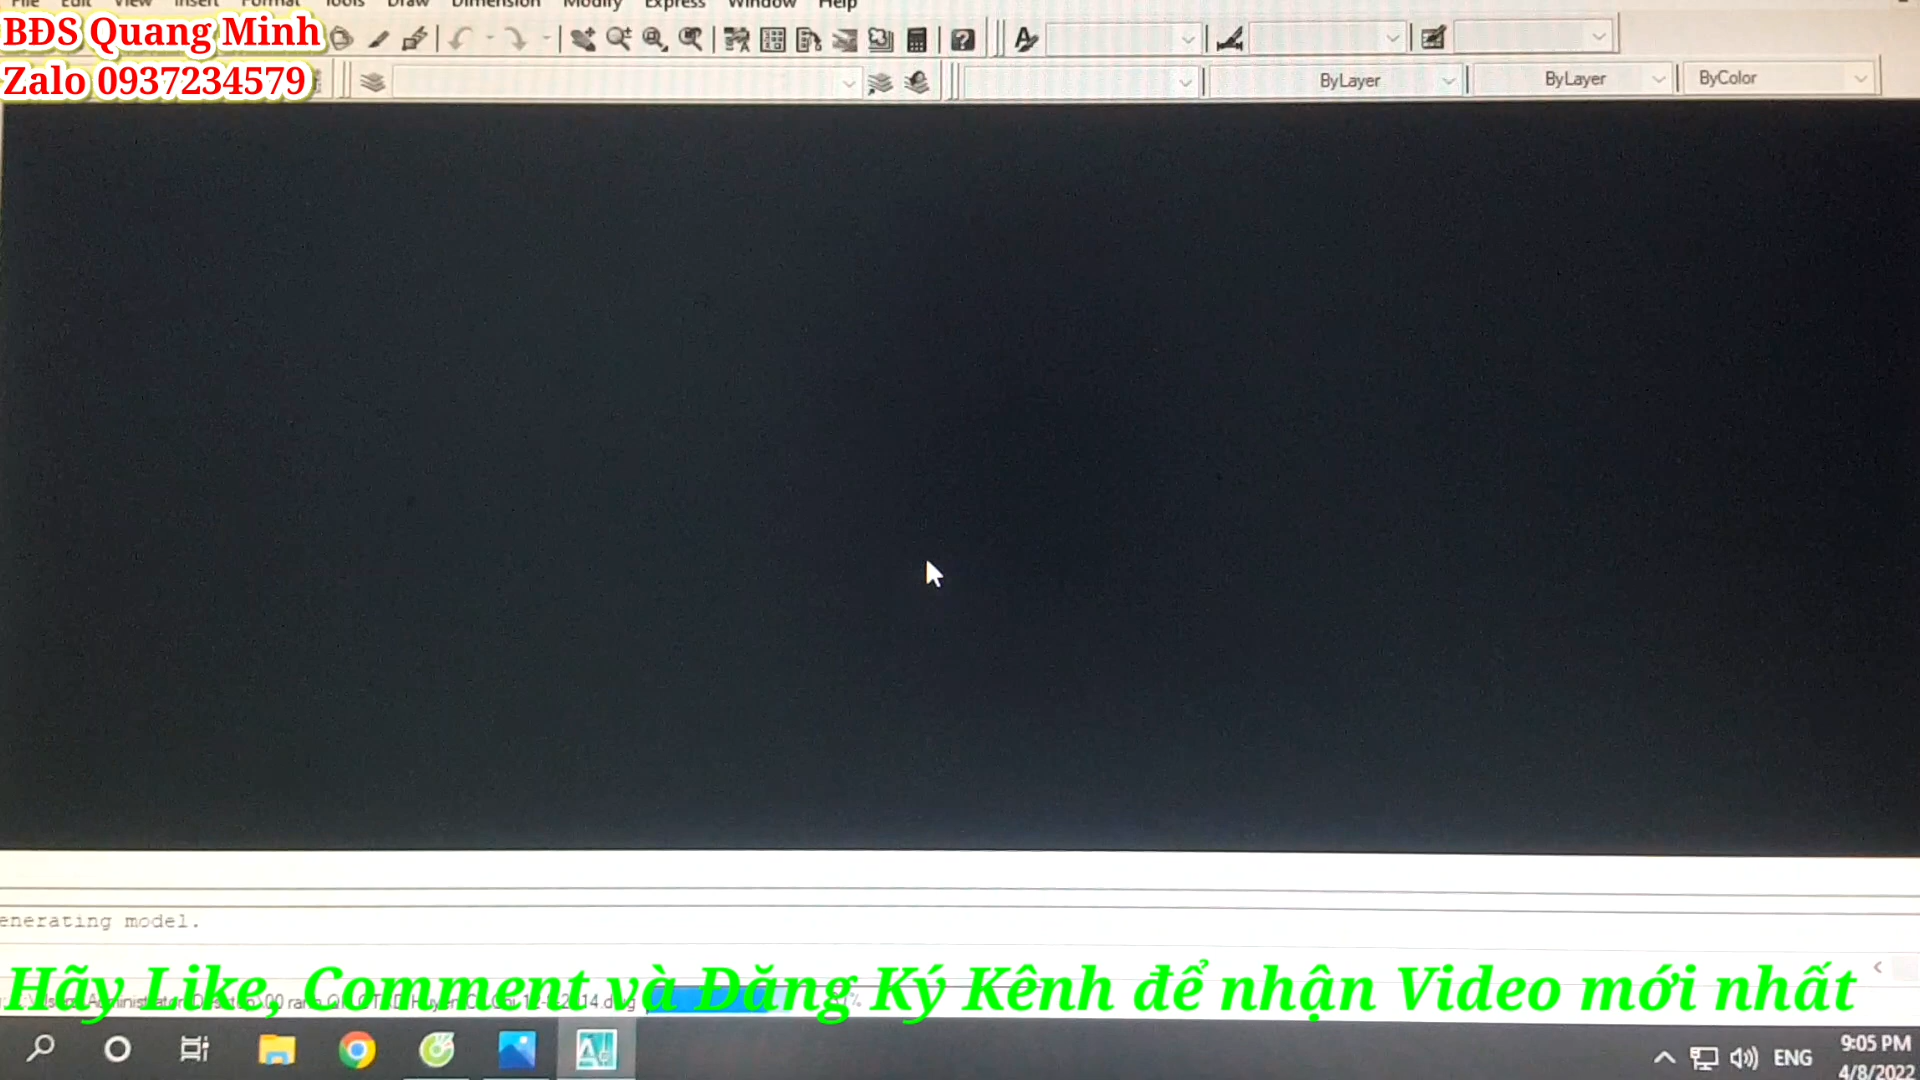 File Edit View Insert Format Tools Draw Dimension Modify Express Window Help
BĐS Quang Minh
Zalo 0937234579
ByLayer ByLayer ByColor
enerating model.
Hãy Like, Comment và Đăng Ký Kênh để nhận Video mới nhất
ENG
9:05 PM
4/8/2022